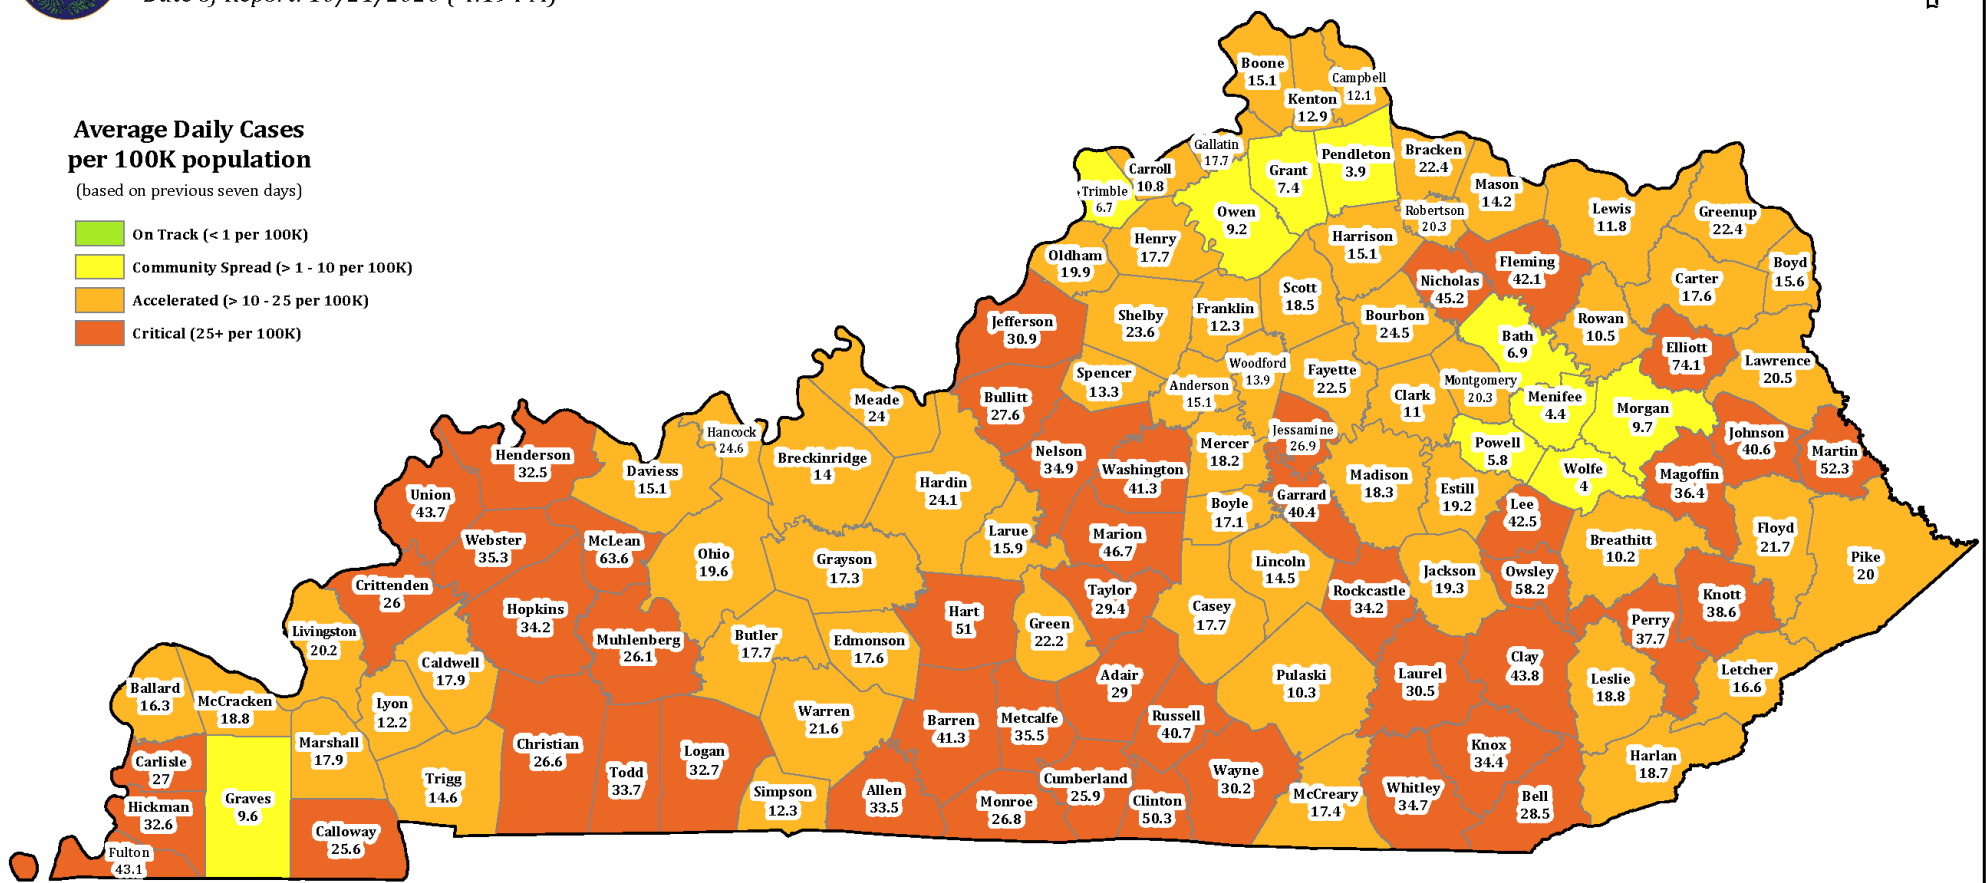 Average Daily Cases
per 100K population
(based on previous seven days)
On Track (< 1 per 100K)
Community Spread (> 1 - 10 per 100K)
Accelerated (> 10 - 25 per 100K)
Critical (25+ per 100K)
Boone
15.1
Campbell
12.1
Kenton
12.9
Gallatin
17.7
Carroll
10.8
Trimble
6.7
Grant
7.4
Pendleton
3.9
Bracken
22.4
Mason
14.2
Robertson
20.3
Lewis
11.8
Greenup
22.4
Owen
9.2
Henry
17.7
Oldham
19.9
Harrison
15.1
Nicholas
45.2
Fleming
42.1
Carter
17.6
Boyd
15.6
Jefferson
30.9
Shelby
23.6
Franklin
12.3
Scott
18.5
Bourbon
24.5
Bath
6.9
Rowan
10.5
Elliott
74.1
Lawrence
20.5
Bullitt
27.6
Spencer
13.3
Anderson
15.1
Woodford
13.9
Fayette
22.5
Clark
11
Montgomery
20.3
Menifee
4.4
Morgan
9.7
Johnson
40.6
Martin
52.3
Meade
24
Hancock
24.6
Breckinridge
14
Hardin
24.1
Nelson
34.9
Washington
41.3
Mercer
18.2
Jessamine
26.9
Garrard
40.4
Madison
18.3
Estill
19.2
Powell
5.8
Wolfe
4
Magoffin
36.4
Floyd
21.7
Pike
20
Henderson
32.5
Daviess
15.1
Union
43.7
Webster
35.3
McLean
63.6
Ohio
19.6
Grayson
17.3
Larue
15.9
Marion
46.7
Boyle
17.1
Lincoln
14.5
Rockcastle
34.2
Jackson
19.3
Lee
42.5
Owsley
58.2
Breathitt
10.2
Knott
38.6
Perry
37.7
Crittenden
26
Hopkins
34.2
Muhlenberg
26.1
Butler
17.7
Edmonson
17.6
Hart
51
Green
22.2
Taylor
29.4
Casey
17.7
Livingston
20.2
Caldwell
17.9
Lyon
12.2
Warren
21.6
Barren
41.3
Metcalfe
35.5
Adair
29
Russell
40.7
Pulaski
10.3
Laurel
30.5
Clay
43.8
Leslie
18.8
Letcher
16.6
Ballard
16.3
McCracken
18.8
Marshall
17.9
Carlisle
27
Hickman
32.6
Graves
9.6
Fulton
43.1
Calloway
25.6
Trigg
14.6
Christian
26.6
Todd
33.7
Logan
32.7
Simpson
12.3
Allen
33.5
Monroe
26.8
Cumberland
25.9
Clinton
50.3
Wayne
30.2
McCreary
17.4
Whitley
34.7
Knox
34.4
Bell
28.5
Harlan
18.7